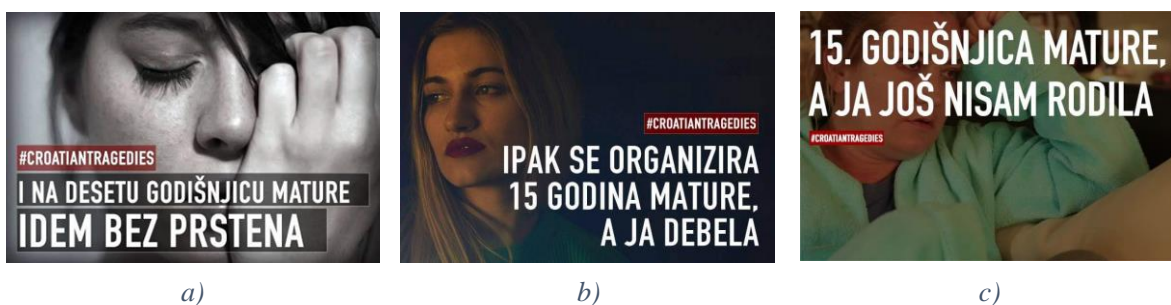 #CROATIANTRAGEDIES
I NA DESETU GODIŠNJICU MATURE
IDEM BEZ PRSTENA
a)
#CROATIANTRAGEDIES
IPAK SE ORGANIZIRA
15 GODINA MATURE,
A JA DEBELA
b)
15. GODIŠNJICA MATURE,
A JA JOŠ NISAM RODILA
#CROATIANTRAGEDIES
c)